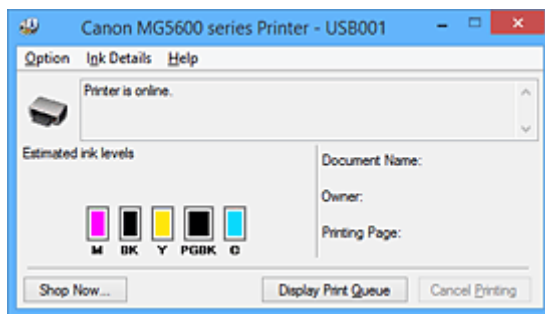 Canon MG5600 series Printer - USB001
Option Ink Details Help
Printer is online.
Estimated ink levels
Document Name:
Owner:
Printing Page:
M BK Y PGBK C
Shop Now... Display Print Queue Cancel Printing